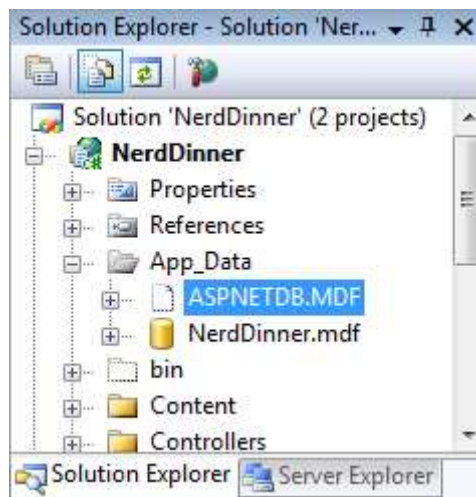 Solution Explorer - Solution 'Ner...
Solution 'NerdDinner' (2 projects)
NerdDinner
Properties
References
App_Data
ASPNETDB.MDF
NerdDinner.mdf
bin
Content
Controllers
Solution Explorer Server Explorer